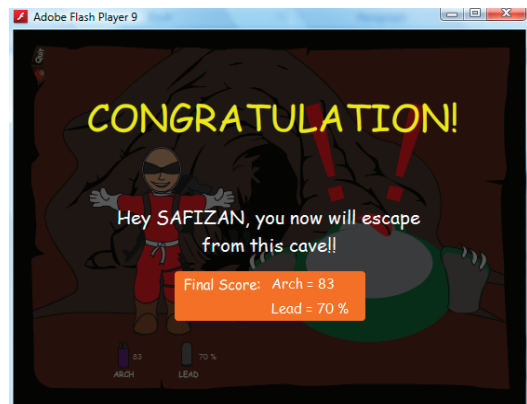 Adobe Flash Player 9
QUIT
CONGRATULATION!
Hey SAFIZAN, you now will escape
from this cave!!
Final Score: Arch = 83
Lead = 70 %
83
70 %
ARCH
LEAD